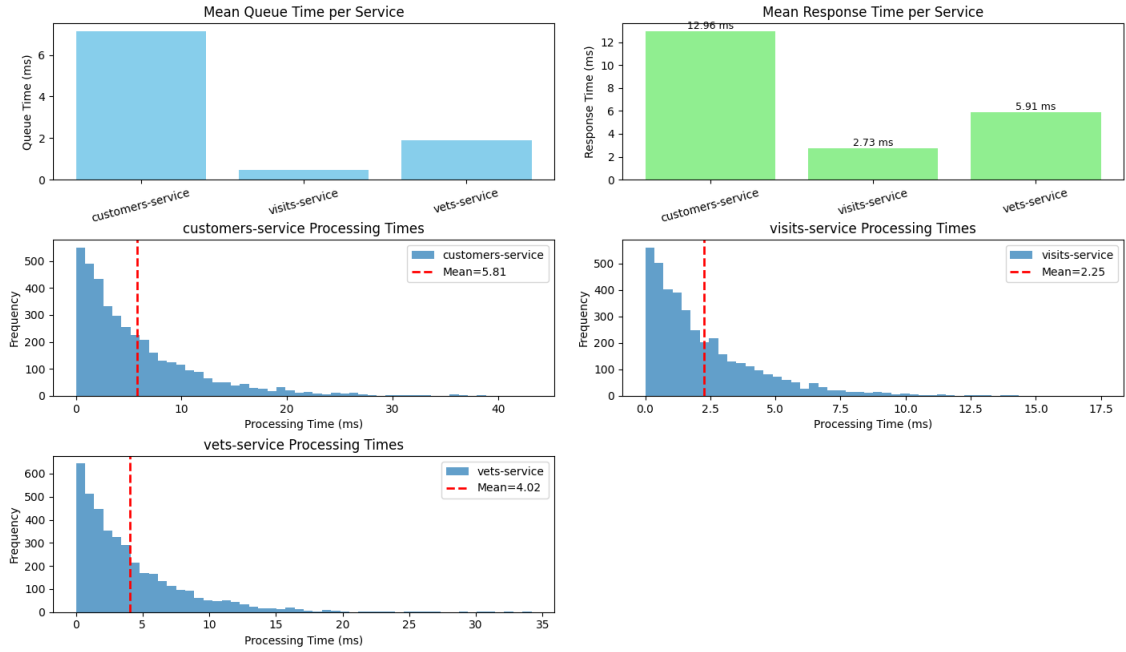 Mean Queue Time per Service
Queue Time (ms)
6
4
2
0
customers-service
visits-service
vets-service
Mean Response Time per Service
Response Time (ms)
12
10
8
6
4
2
0
12.96 ms
2.73 ms
5.91 ms
customers-service
visits-service
vets-service
customers-service Processing Times
Frequency
500
400
300
200
100
0
customers-service
Mean=5.81
0 10 20 30 40
Processing Time (ms)
visits-service Processing Times
Frequency
500
400
300
200
100
0
visits-service
Mean=2.25
0.0 2.5 5.0 7.5 10.0 12.5 15.0 17.5
Processing Time (ms)
vets-service Processing Times
Frequency
600
500
400
300
200
100
0
vets-service
Mean=4.02
0 5 10 15 20 25 30 35
Processing Time (ms)